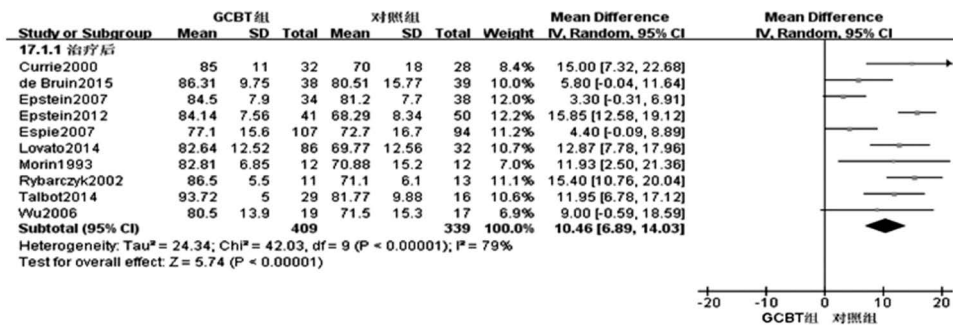 GCBT组 对照组 Mean Difference Mean Difference
Study or Subgroup Mean SD Total Mean SD Total Weight IV, Random, 95% CI IV, Random, 95% CI
17.1.1 治疗后
Currie2000 85 11 32 70 18 28 8.4% 15.00 [7.32, 22.68]
de Bruin2015 86.31 9.75 38 80.51 15.77 39 10.0% 5.80 [-0.04, 11.64]
Epstein2007 84.5 7.9 34 81.2 7.7 38 12.0% 3.30 [-0.31, 6.91]
Epstein2012 84.14 7.56 41 68.29 8.34 50 12.2% 15.85 [12.58, 19.12]
Espie2007 77.1 15.6 107 72.7 16.7 94 11.2% 4.40 [-0.09, 8.89]
Lovato2014 82.64 12.52 86 69.77 12.56 32 10.7% 12.87 [7.78, 17.96]
Morin1993 82.81 6.85 12 70.88 15.2 12 7.0% 11.93 [2.50, 21.36]
Rybarczyk2002 86.5 5.5 11 71.1 6.1 13 11.1% 15.40 [10.76, 20.04]
Talbot2014 93.72 5 29 81.77 9.88 16 10.6% 11.95 [6.78, 17.12]
Wu2006 80.5 13.9 19 71.5 15.3 17 6.9% 9.00 [-0.59, 18.59]
Subtotal (95% CI) 409 339 100.0% 10.46 [6.89, 14.03]
Heterogeneity: Tau² = 24.34; Chi² = 42.03, df = 9 (P < 0.00001); I² = 79%
Test for overall effect: Z = 5.74 (P < 0.00001)
-20 -10 0 10 20
GCBT组 对照组